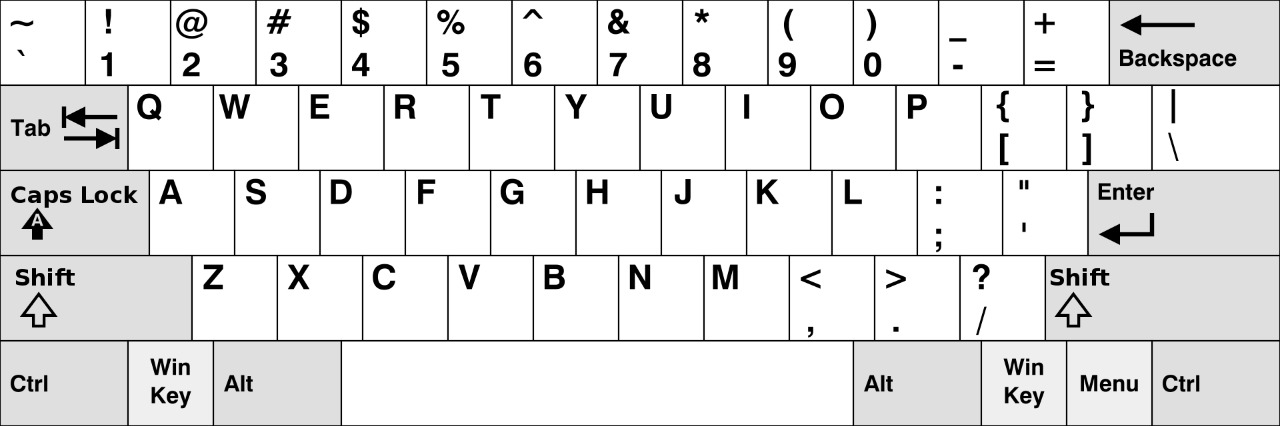 ~ ! @ # $ % ^ & * ( ) _ +
` 1 2 3 4 5 6 7 8 9 0 - = Backspace
Tab Q W E R T Y U I O P { } |
[ ] \
Caps Lock A S D F G H J K L : " Enter
A ; '
Shift Z X C V B N M < > ? Shift
, . /
Ctrl Win Key Alt Alt Win Key Menu Ctrl